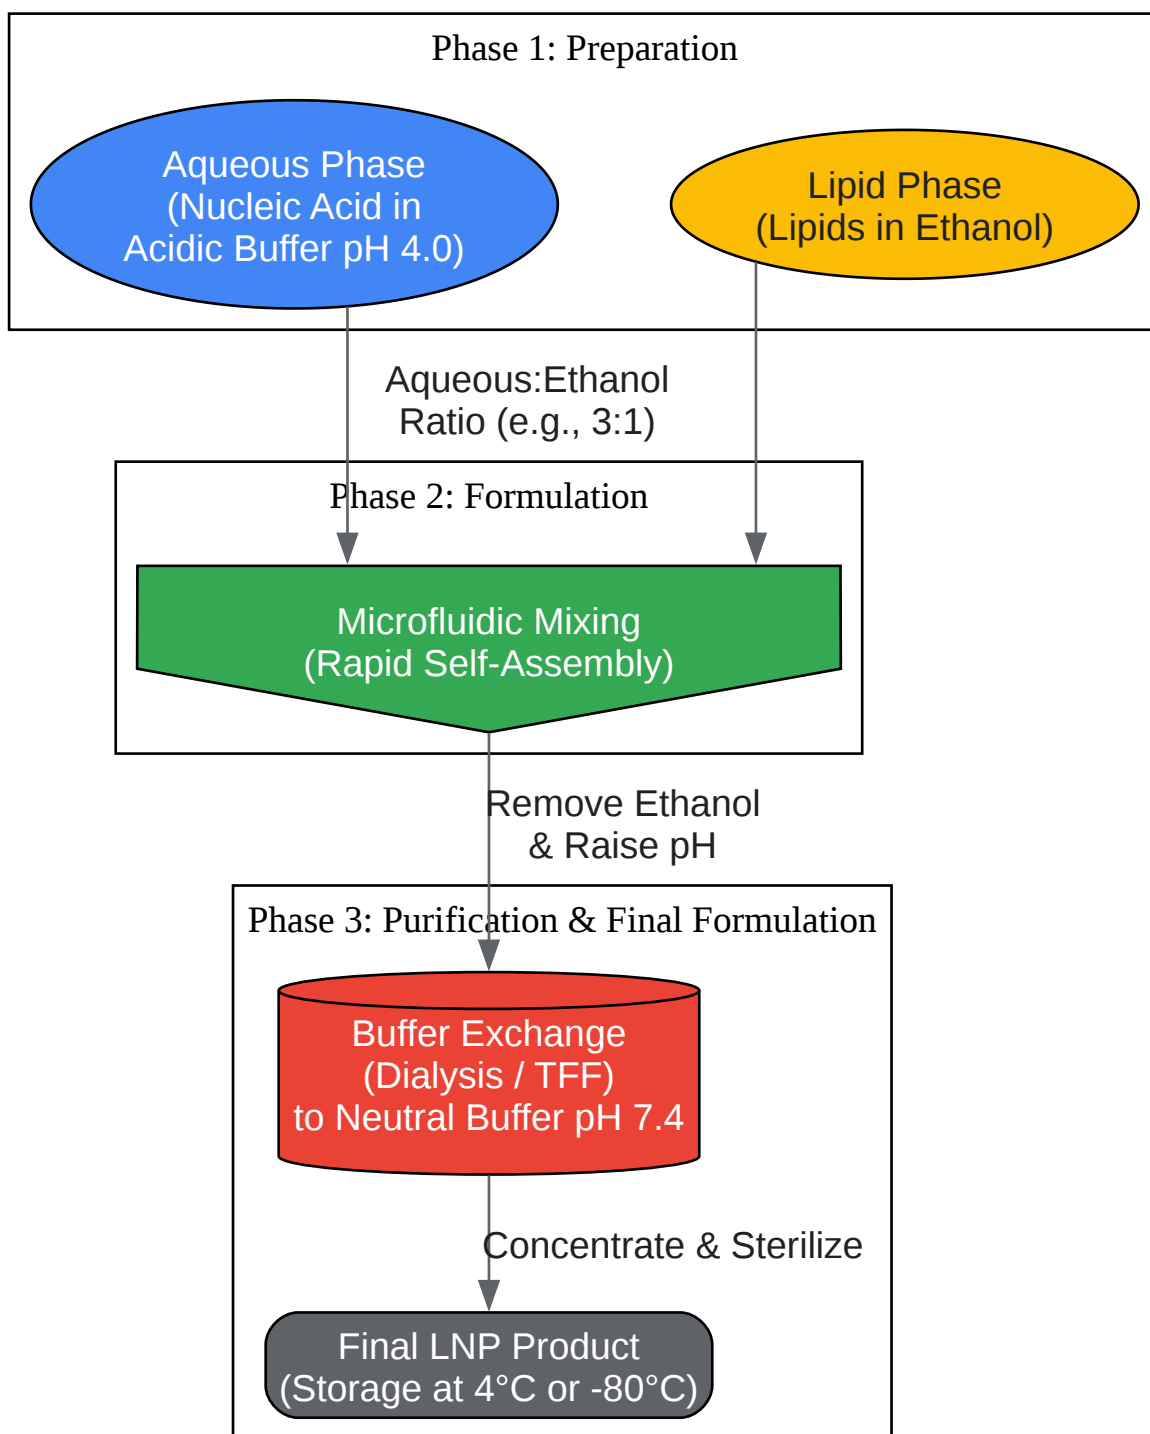 Phase 1: Preparation
Aqueous Phase
(Nucleic Acid in
Acidic Buffer pH 4.0)
Lipid Phase
(Lipids in Ethanol)
Aqueous:Ethanol
Ratio (e.g., 3:1)
Phase 2: Formulation
Microfluidic Mixing
(Rapid Self-Assembly)
Remove Ethanol
& Raise pH
Phase 3: Purification & Final Formulation
Buffer Exchange
(Dialysis / TFF)
to Neutral Buffer pH 7.4
Concentrate & Sterilize
Final LNP Product
(Storage at 4°C or -80°C)